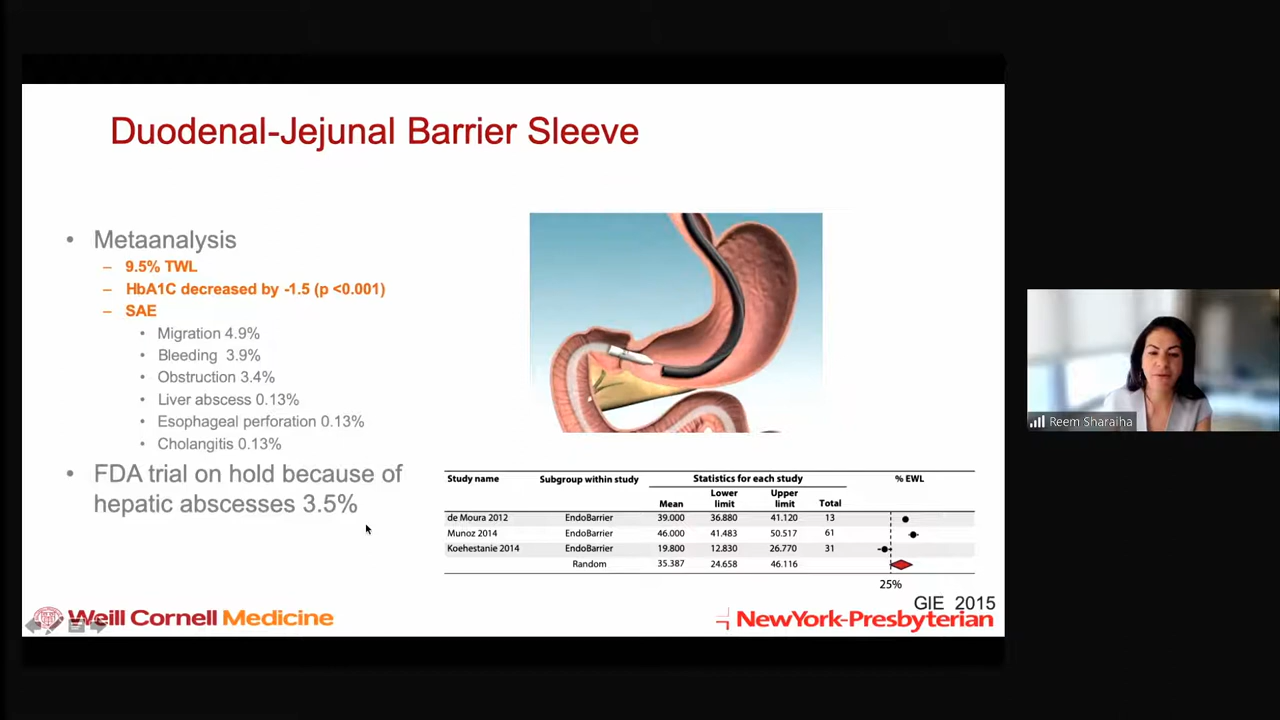 Duodenal-Jejunal Barrier Sleeve
• Metaanalysis
– 9.5% TWL
– HbA1C decreased by -1.5 (p <0.001)
– SAE
• Migration 4.9%
• Bleeding 3.9%
• Obstruction 3.4%
• Liver abscess 0.13%
• Esophageal perforation 0.13%
• Cholangitis 0.13%
• FDA trial on hold because of
hepatic abscesses 3.5%
Study name Subgroup within study Statistics for each study % EWL
Mean Lower limit Upper limit Total
de Moura 2012 EndoBarrier 39.000 36.880 41.120 13
Munoz 2014 EndoBarrier 46.000 41.483 50.517 61
Koehestanie 2014 EndoBarrier 19.800 12.830 26.770 31
Random 35.387 24.658 46.116
25%
GIE 2015
Weill Cornell Medicine
NewYork-Presbyterian
Reem Sharaiha